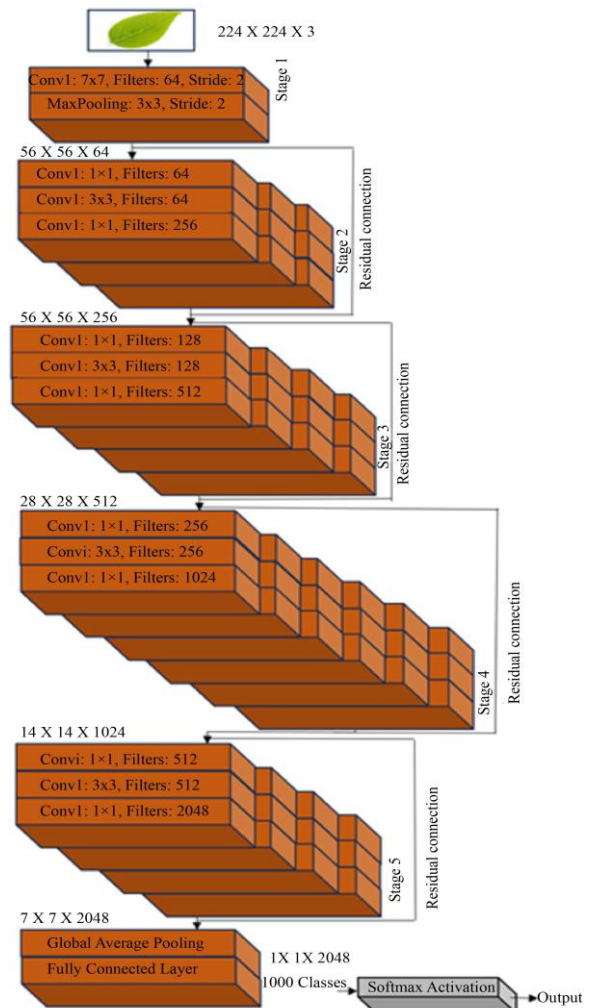 224 X 224 X 3
Conv1: 7x7, Filters: 64, Stride: 2
MaxPooling: 3x3, Stride: 2
Stage 1
56 X 56 X 64
Conv1: 1×1, Filters: 64
Conv1: 3x3, Filters: 64
Conv1: 1×1, Filters: 256
Stage 2
Residual connection
56 X 56 X 256
Conv1: 1×1, Filters: 128
Conv1: 3x3, Filters: 128
Conv1: 1×1, Filters: 512
Stage 3
Residual connection
28 X 28 X 512
Conv1: 1×1, Filters: 256
Convi: 3x3, Filters: 256
Conv1: 1×1, Filters: 1024
Stage 4
Residual connection
14 X 14 X 1024
Convi: 1×1, Filters: 512
Conv1: 3x3, Filters: 512
Conv1: 1×1, Filters: 2048
Stage 5
Residual connection
7 X 7 X 2048
Global Average Pooling
Fully Connected Layer
1X 1X 2048
1000 Classes
Softmax Activation
Output